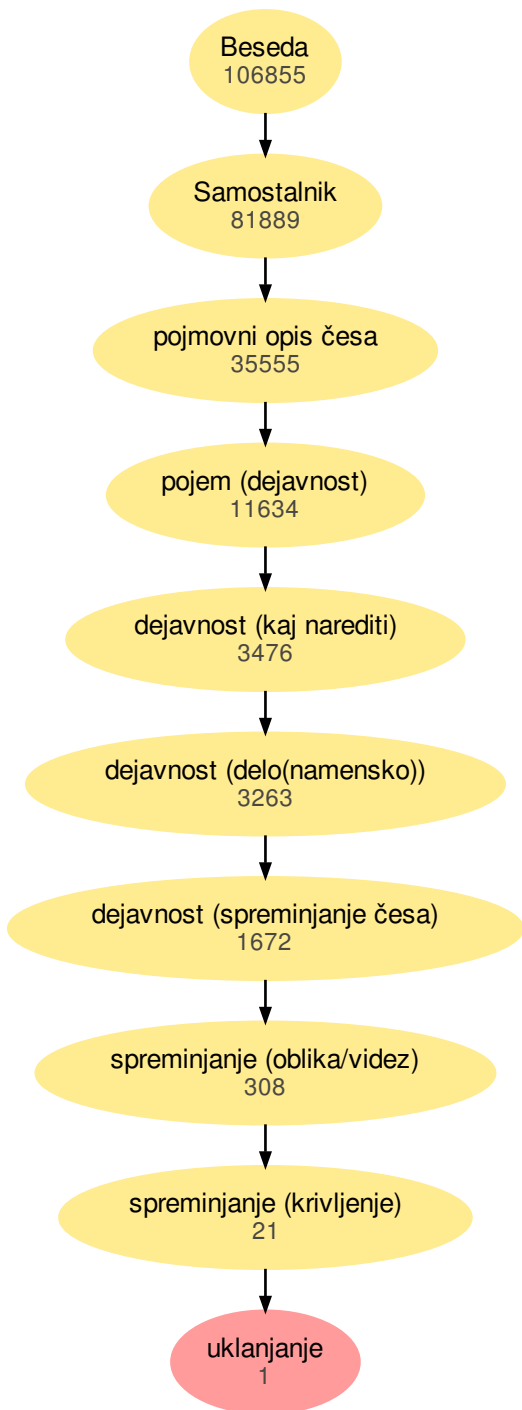 Beseda
106855
Samostalnik
81889
pojmovni opis česa
35555
pojem (dejavnost)
11634
dejavnost (kaj narediti)
3476
dejavnost (delo(namensko))
3263
dejavnost (spreminjanje česa)
1672
spreminjanje (oblika/videz)
308
spreminjanje (krivljenje)
21
uklanjanje
1